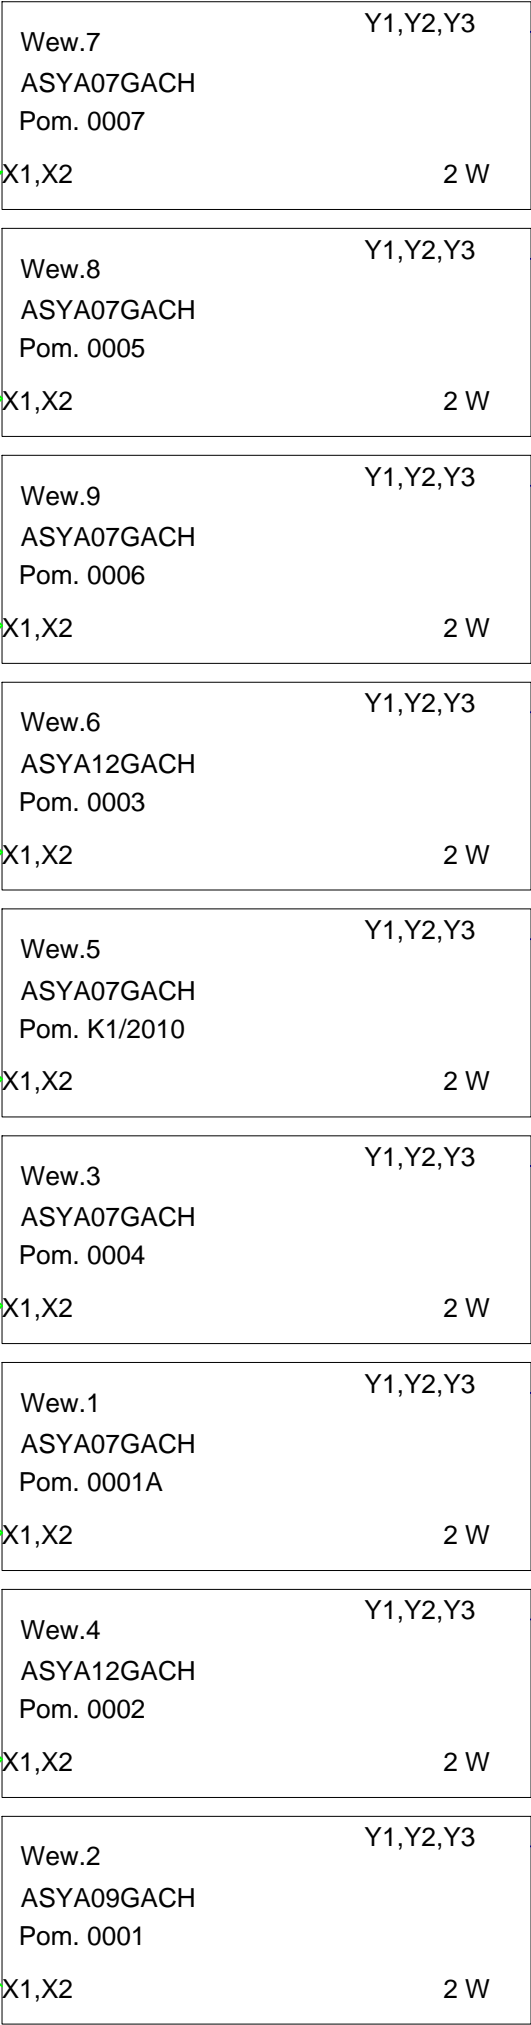 Y1,Y2,Y3
Wew.7
ASYA07GACH
Pom. 0007
X1,X2 2 W
Y1,Y2,Y3
Wew.8
ASYA07GACH
Pom. 0005
X1,X2 2 W
Y1,Y2,Y3
Wew.9
ASYA07GACH
Pom. 0006
X1,X2 2 W
Y1,Y2,Y3
Wew.6
ASYA12GACH
Pom. 0003
X1,X2 2 W
Y1,Y2,Y3
Wew.5
ASYA07GACH
Pom. K1/2010
X1,X2 2 W
Y1,Y2,Y3
Wew.3
ASYA07GACH
Pom. 0004
X1,X2 2 W
Y1,Y2,Y3
Wew.1
ASYA07GACH
Pom. 0001A
X1,X2 2 W
Y1,Y2,Y3
Wew.4
ASYA12GACH
Pom. 0002
X1,X2 2 W
Y1,Y2,Y3
Wew.2
ASYA09GACH
Pom. 0001
X1,X2 2 W